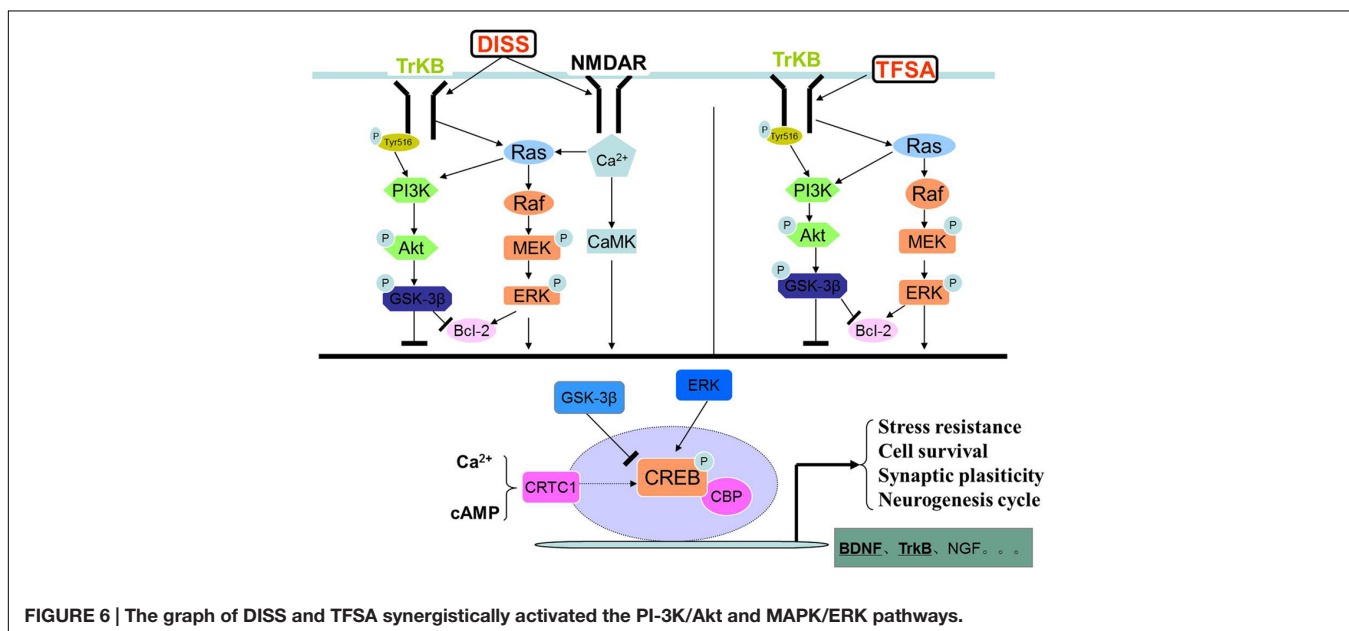 DISS
TrKB
NMDAR
P
Tyr516
Ras
Ca²⁺
PI3K
Raf
P
Akt
MEK
P
CaMK
P
GSK-3β
ERK
P
Bcl-2
TrKB
TFSA
P
Tyr516
Ras
PI3K
Raf
P
Akt
MEK
P
P
GSK-3β
ERK
P
Bcl-2
GSK-3β
ERK
Ca²⁺
cAMP
CRTC1
CREB
P
CBP
Stress resistance
Cell survival
Synaptic plasiticity
Neurogenesis cycle
BDNF、TrkB、NGF。。。
FIGURE 6 | The graph of DISS and TFSA synergistically activated the PI-3K/Akt and MAPK/ERK pathways.